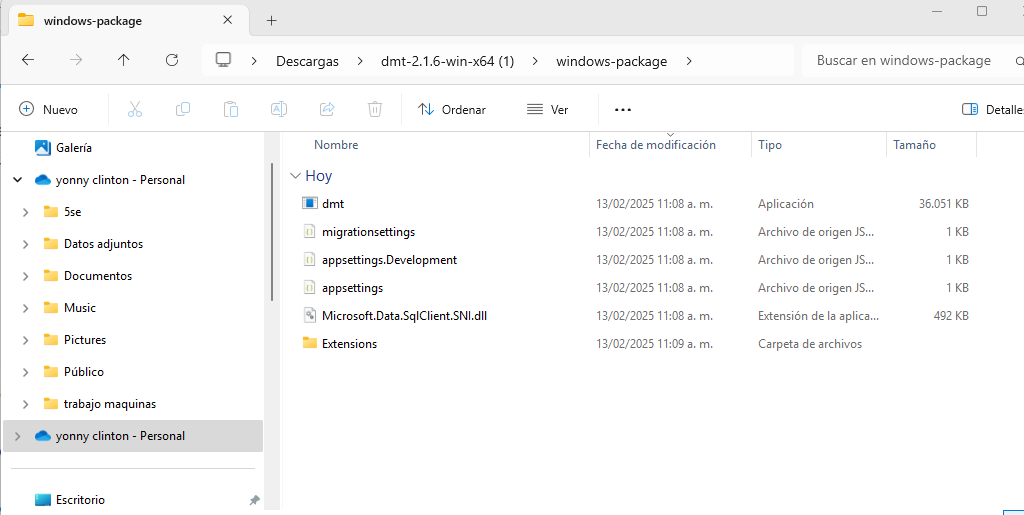 windows-package
Descargas > dmt-2.1.6-win-x64 (1) > windows-package >
Buscar en windows-package
Nuevo
Ordenar
Ver
Detalles
Galería
yonny clinton - Personal
5se
Datos adjuntos
Documentos
Music
Pictures
Público
trabajo maquinas
yonny clinton - Personal
Escritorio
Nombre Fecha de modificación Tipo Tamaño
Hoy
dmt 13/02/2025 11:08 a. m. Aplicación 36.051 KB
migrationsettings 13/02/2025 11:08 a. m. Archivo de origen JS... 1 KB
appsettings.Development 13/02/2025 11:08 a. m. Archivo de origen JS... 1 KB
appsettings 13/02/2025 11:08 a. m. Archivo de origen JS... 1 KB
Microsoft.Data.SqlClient.SNI.dll 13/02/2025 11:08 a. m. Extensión de la aplica... 492 KB
Extensions 13/02/2025 11:09 a. m. Carpeta de archivos